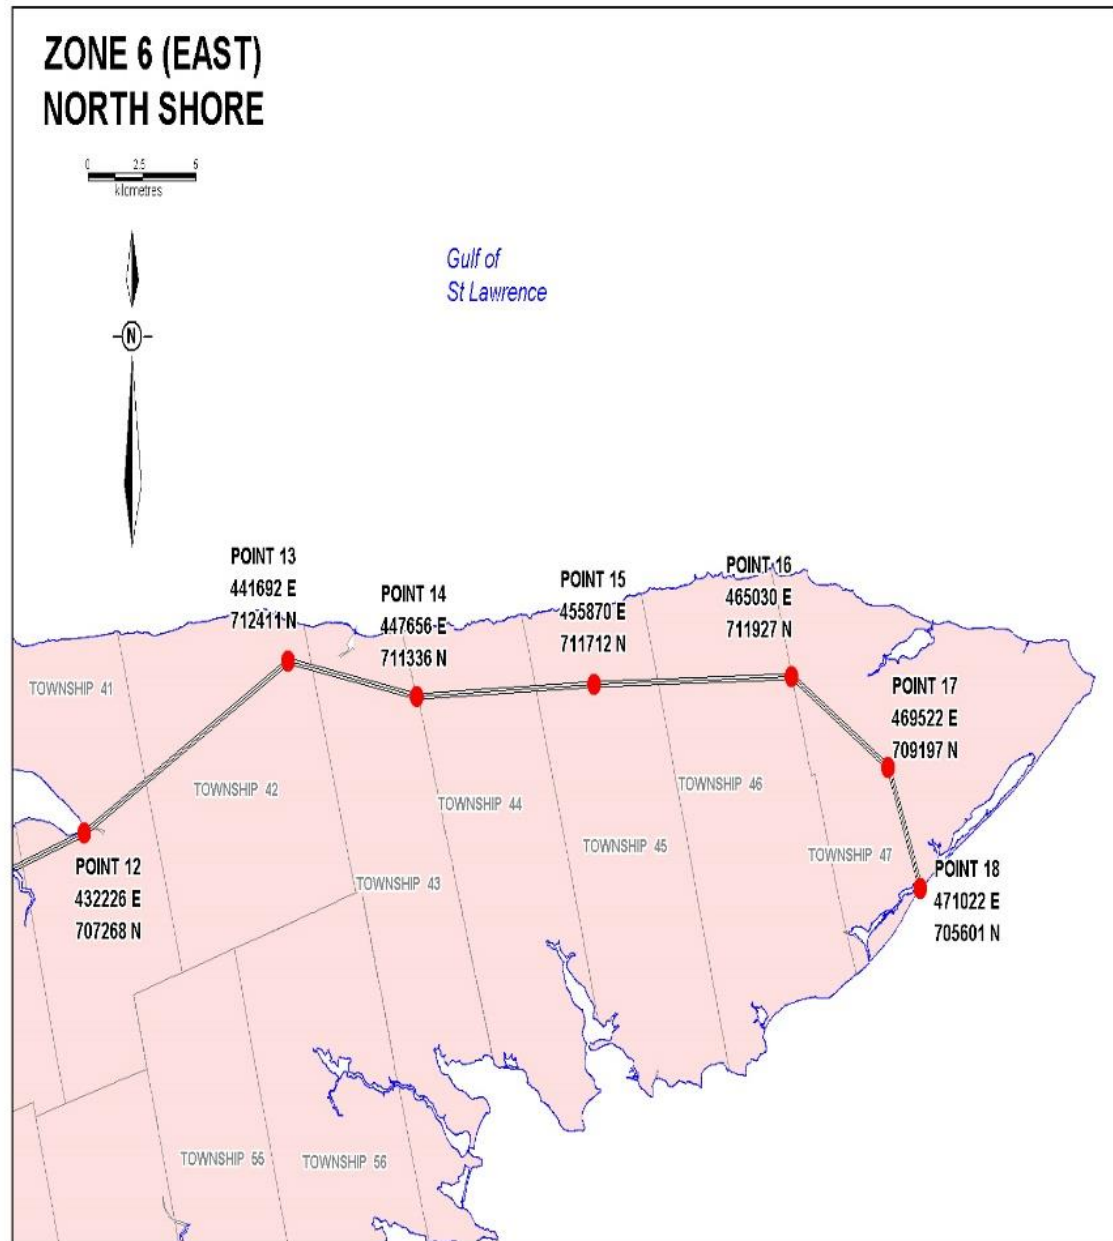 ZONE 6 (EAST)
NORTH SHORE
0 2.5 5
kilometres
Gulf of
St Lawrence
N
POINT 13
441692 E
712411 N
POINT 14
447656 E
711336 N
POINT 15
455870 E
711712 N
POINT 16
465030 E
711927 N
POINT 17
469522 E
709197 N
TOWNSHIP 41
TOWNSHIP 42
TOWNSHIP 44
TOWNSHIP 46
TOWNSHIP 45
TOWNSHIP 47
TOWNSHIP 43
POINT 12
432226 E
707268 N
POINT 18
471022 E
705601 N
TOWNSHIP 55
TOWNSHIP 56